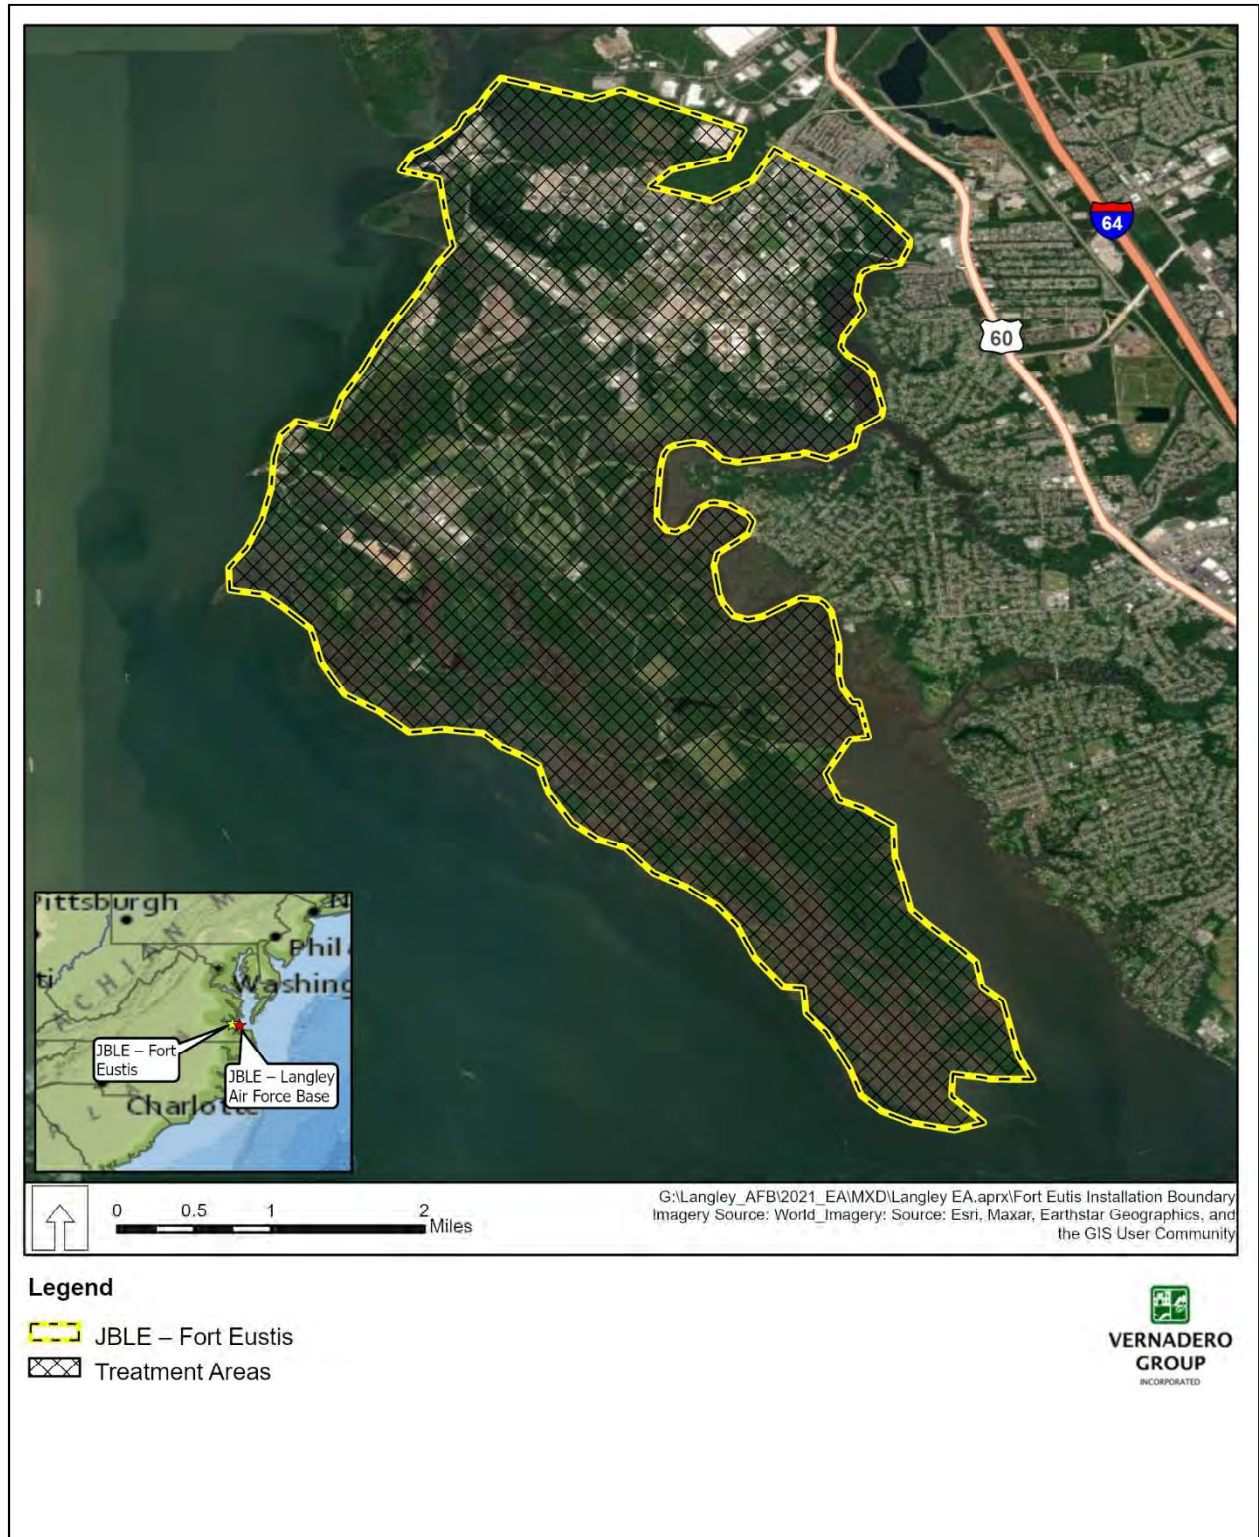 64
60
Pittsburgh
N
Phil
Washing
ti
A C H I A N M
JBLE – Fort
Eustis
JBLE – Langley
Air Force Base
Charlotte
A L A
0 0.5 1 2
Miles
G:\Langley_AFB\2021_EA\MXD\Langley EA.aprx\Fort Eutis Installation Boundary
Imagery Source: World_Imagery: Source: Esri, Maxar, Earthstar Geographics, and
the GIS User Community
Legend
JBLE – Fort Eustis
Treatment Areas
VERNADERO
GROUP
INCORPORATED